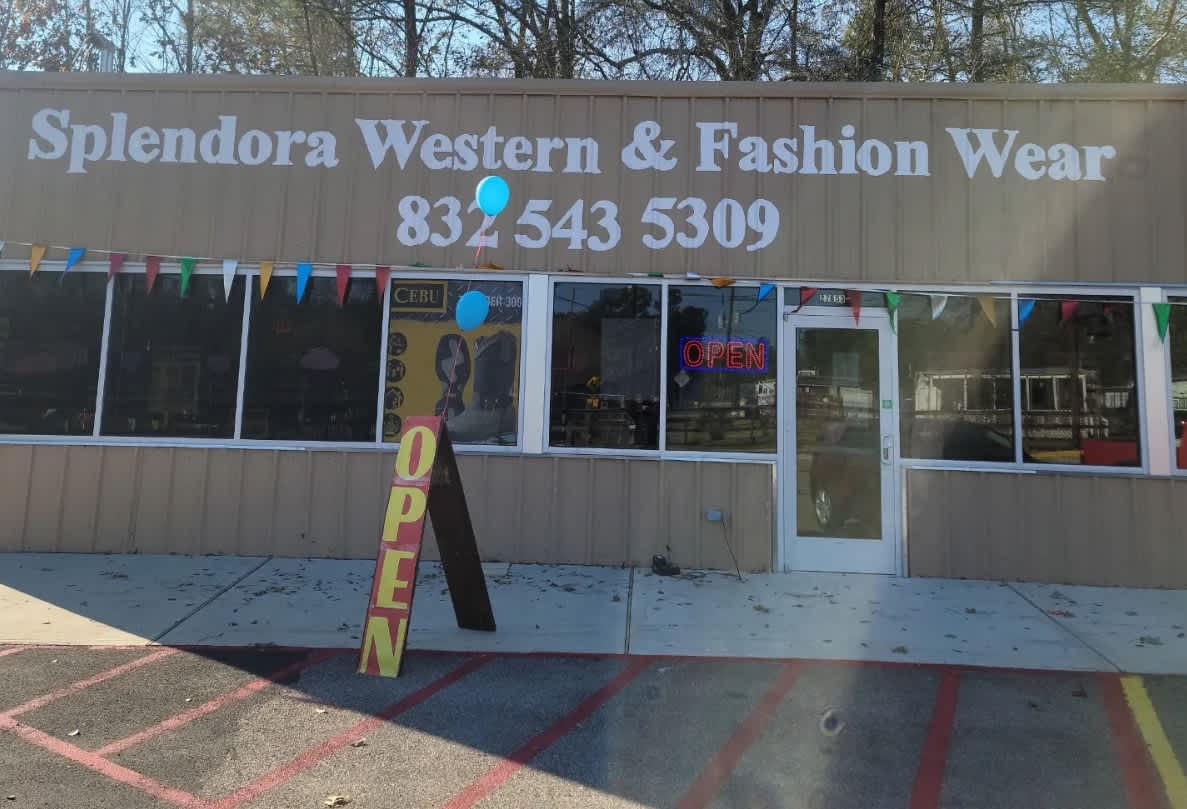 Splendora Western & Fashion Wear
832 543 5309
CEBU
OPEN
OPEN